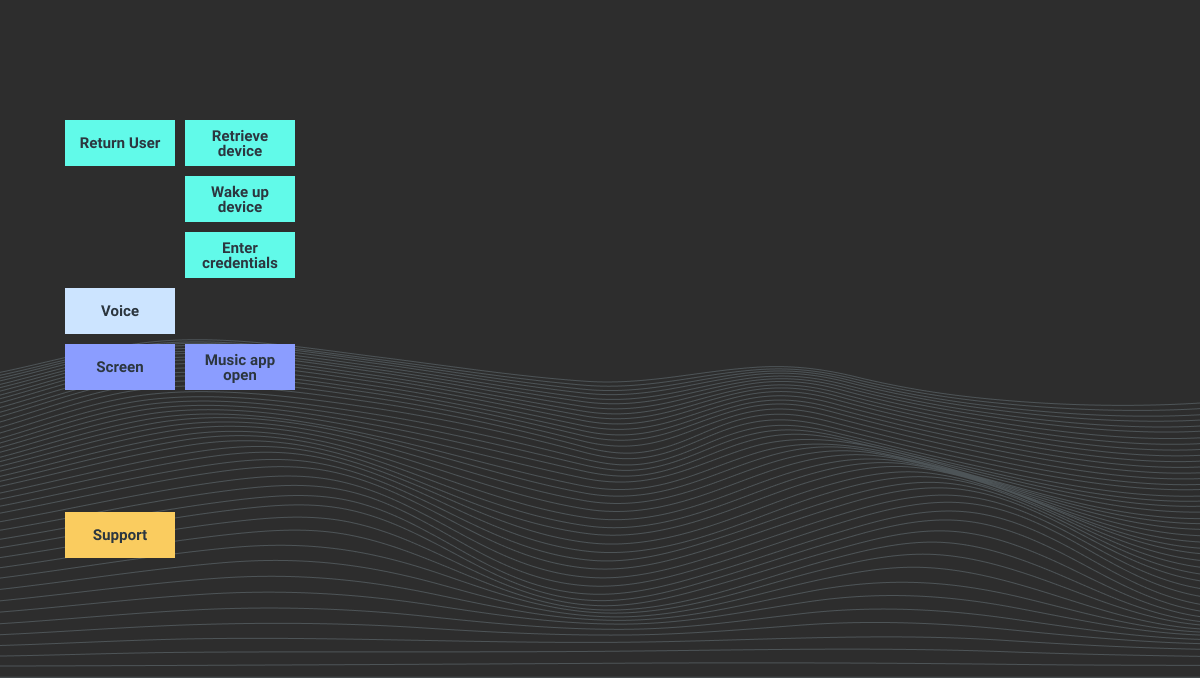 Return User
Retrieve
device
Wake up
device
Enter
credentials
Voice
Screen
Music app
open
Support